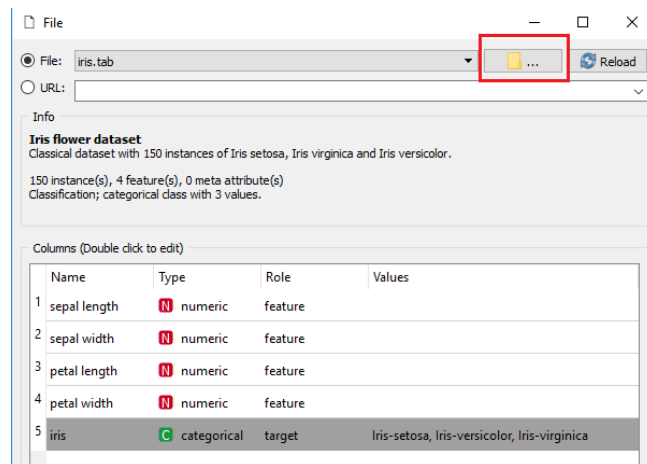 File
File: iris.tab ... Reload
URL:
Info
Iris flower dataset
Classical dataset with 150 instances of Iris setosa, Iris virginica and Iris versicolor.
150 instance(s), 4 feature(s), 0 meta attribute(s)
Classification; categorical class with 3 values.
Columns (Double click to edit)
Name Type Role Values
1 sepal length N numeric feature
2 sepal width N numeric feature
3 petal length N numeric feature
4 petal width N numeric feature
5 iris C categorical target Iris-setosa, Iris-versicolor, Iris-virginica